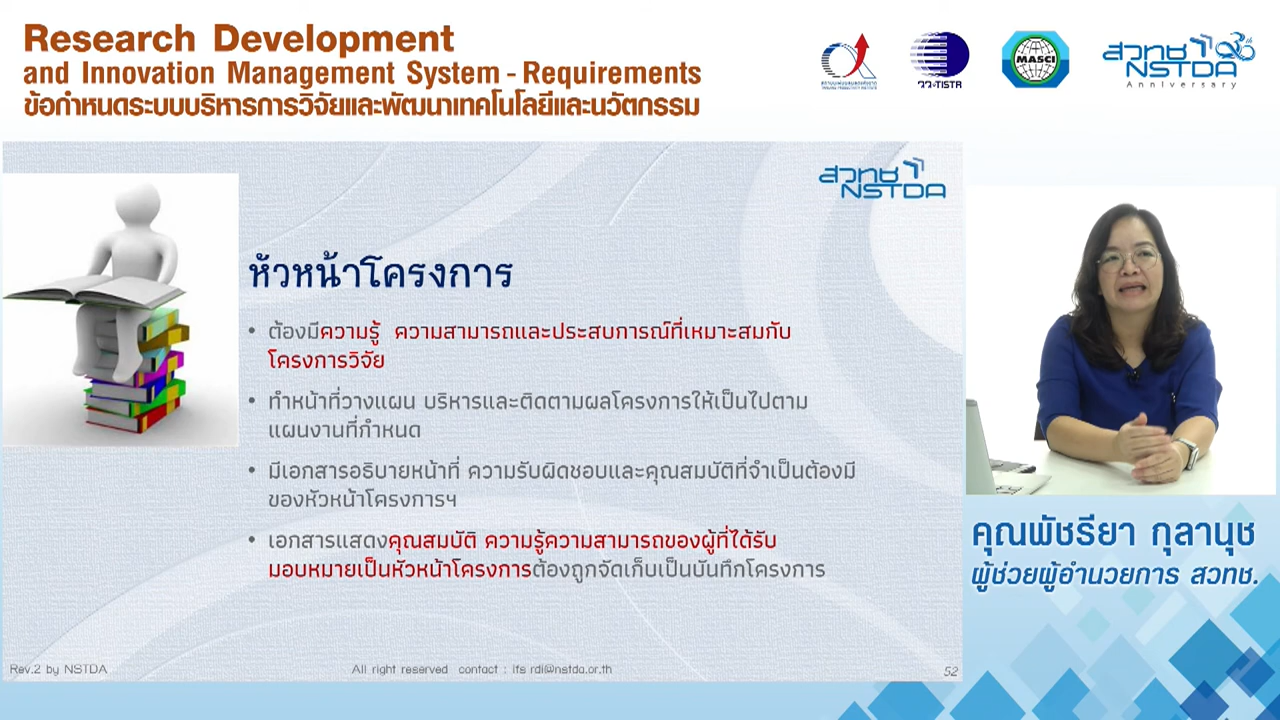 Research Development
and Innovation Management System - Requirements
ข้อกำหนดระบบบริหารการวิจัยและพัฒนาเทคโนโลยีและนวัตกรรม
วว.TISTR
MASCI
สวทช
NSTDA
Anniversary
สวทช
NSTDA
หัวหน้าโครงการ
• ต้องมีความรู้ ความสามารถและประสบการณ์ที่เหมาะสมกับ
โครงการวิจัย
• ทำหน้าที่วางแผน บริหารและติดตามผลโครงการให้เป็นไปตาม
แผนงานที่กำหนด
• มีเอกสารอธิบายหน้าที่ ความรับผิดชอบและคุณสมบัติที่จำเป็นต้องมี
ของหัวหน้าโครงการฯ
• เอกสารแสดงคุณสมบัติ ความรู้ความสามารถของผู้ที่ได้รับ
มอบหมายเป็นหัวหน้าโครงการต้องถูกจัดเก็บเป็นบันทึกโครงการ
คุณพัชรียา กุลานุช
ผู้ช่วยผู้อำนวยการ สวทช.
Rev.2 by NSTDA
All right reserved contact : ifs rdi@nstda.or.th
52